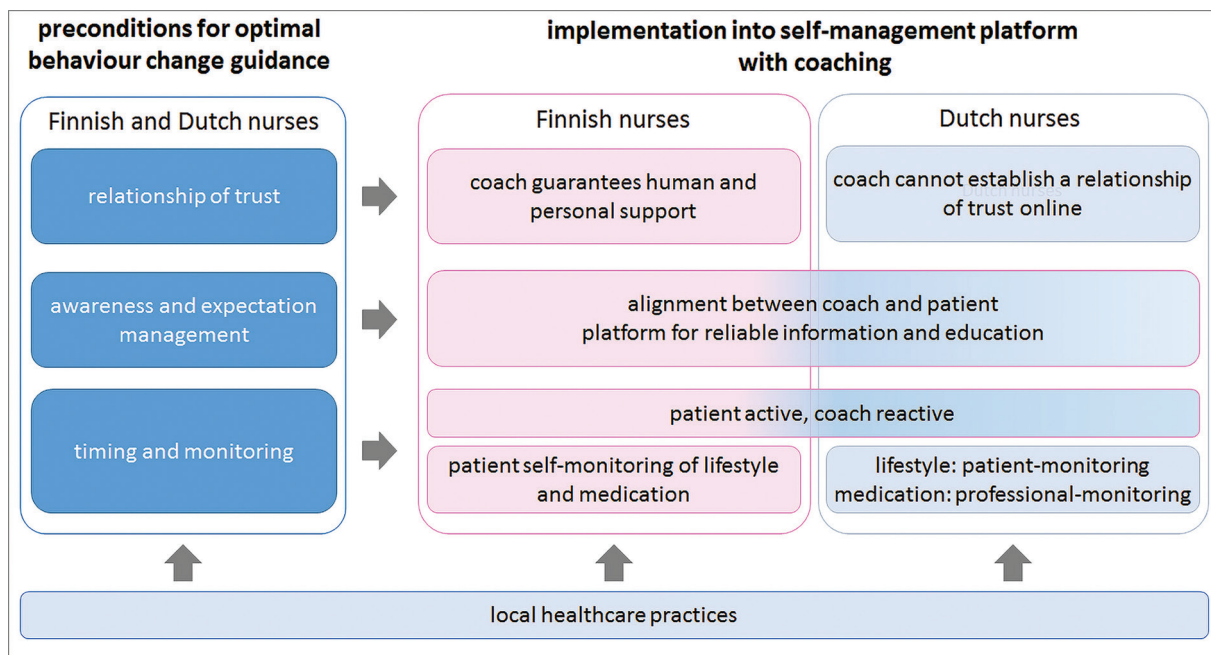 preconditions for optimal
behaviour change guidance
implementation into self-management platform
with coaching
Finnish and Dutch nurses
relationship of trust
awareness and expectation
management
timing and monitoring
Finnish nurses
Dutch nurses
coach guarantees human and
personal support
coach cannot establish a relationship
of trust online
Dutch nurses
alignment between coach and patient
platform for reliable information and education
patient active, coach reactive
patient self-monitoring of lifestyle
and medication
lifestyle: patient-monitoring
medication: professional-monitoring
local healthcare practices